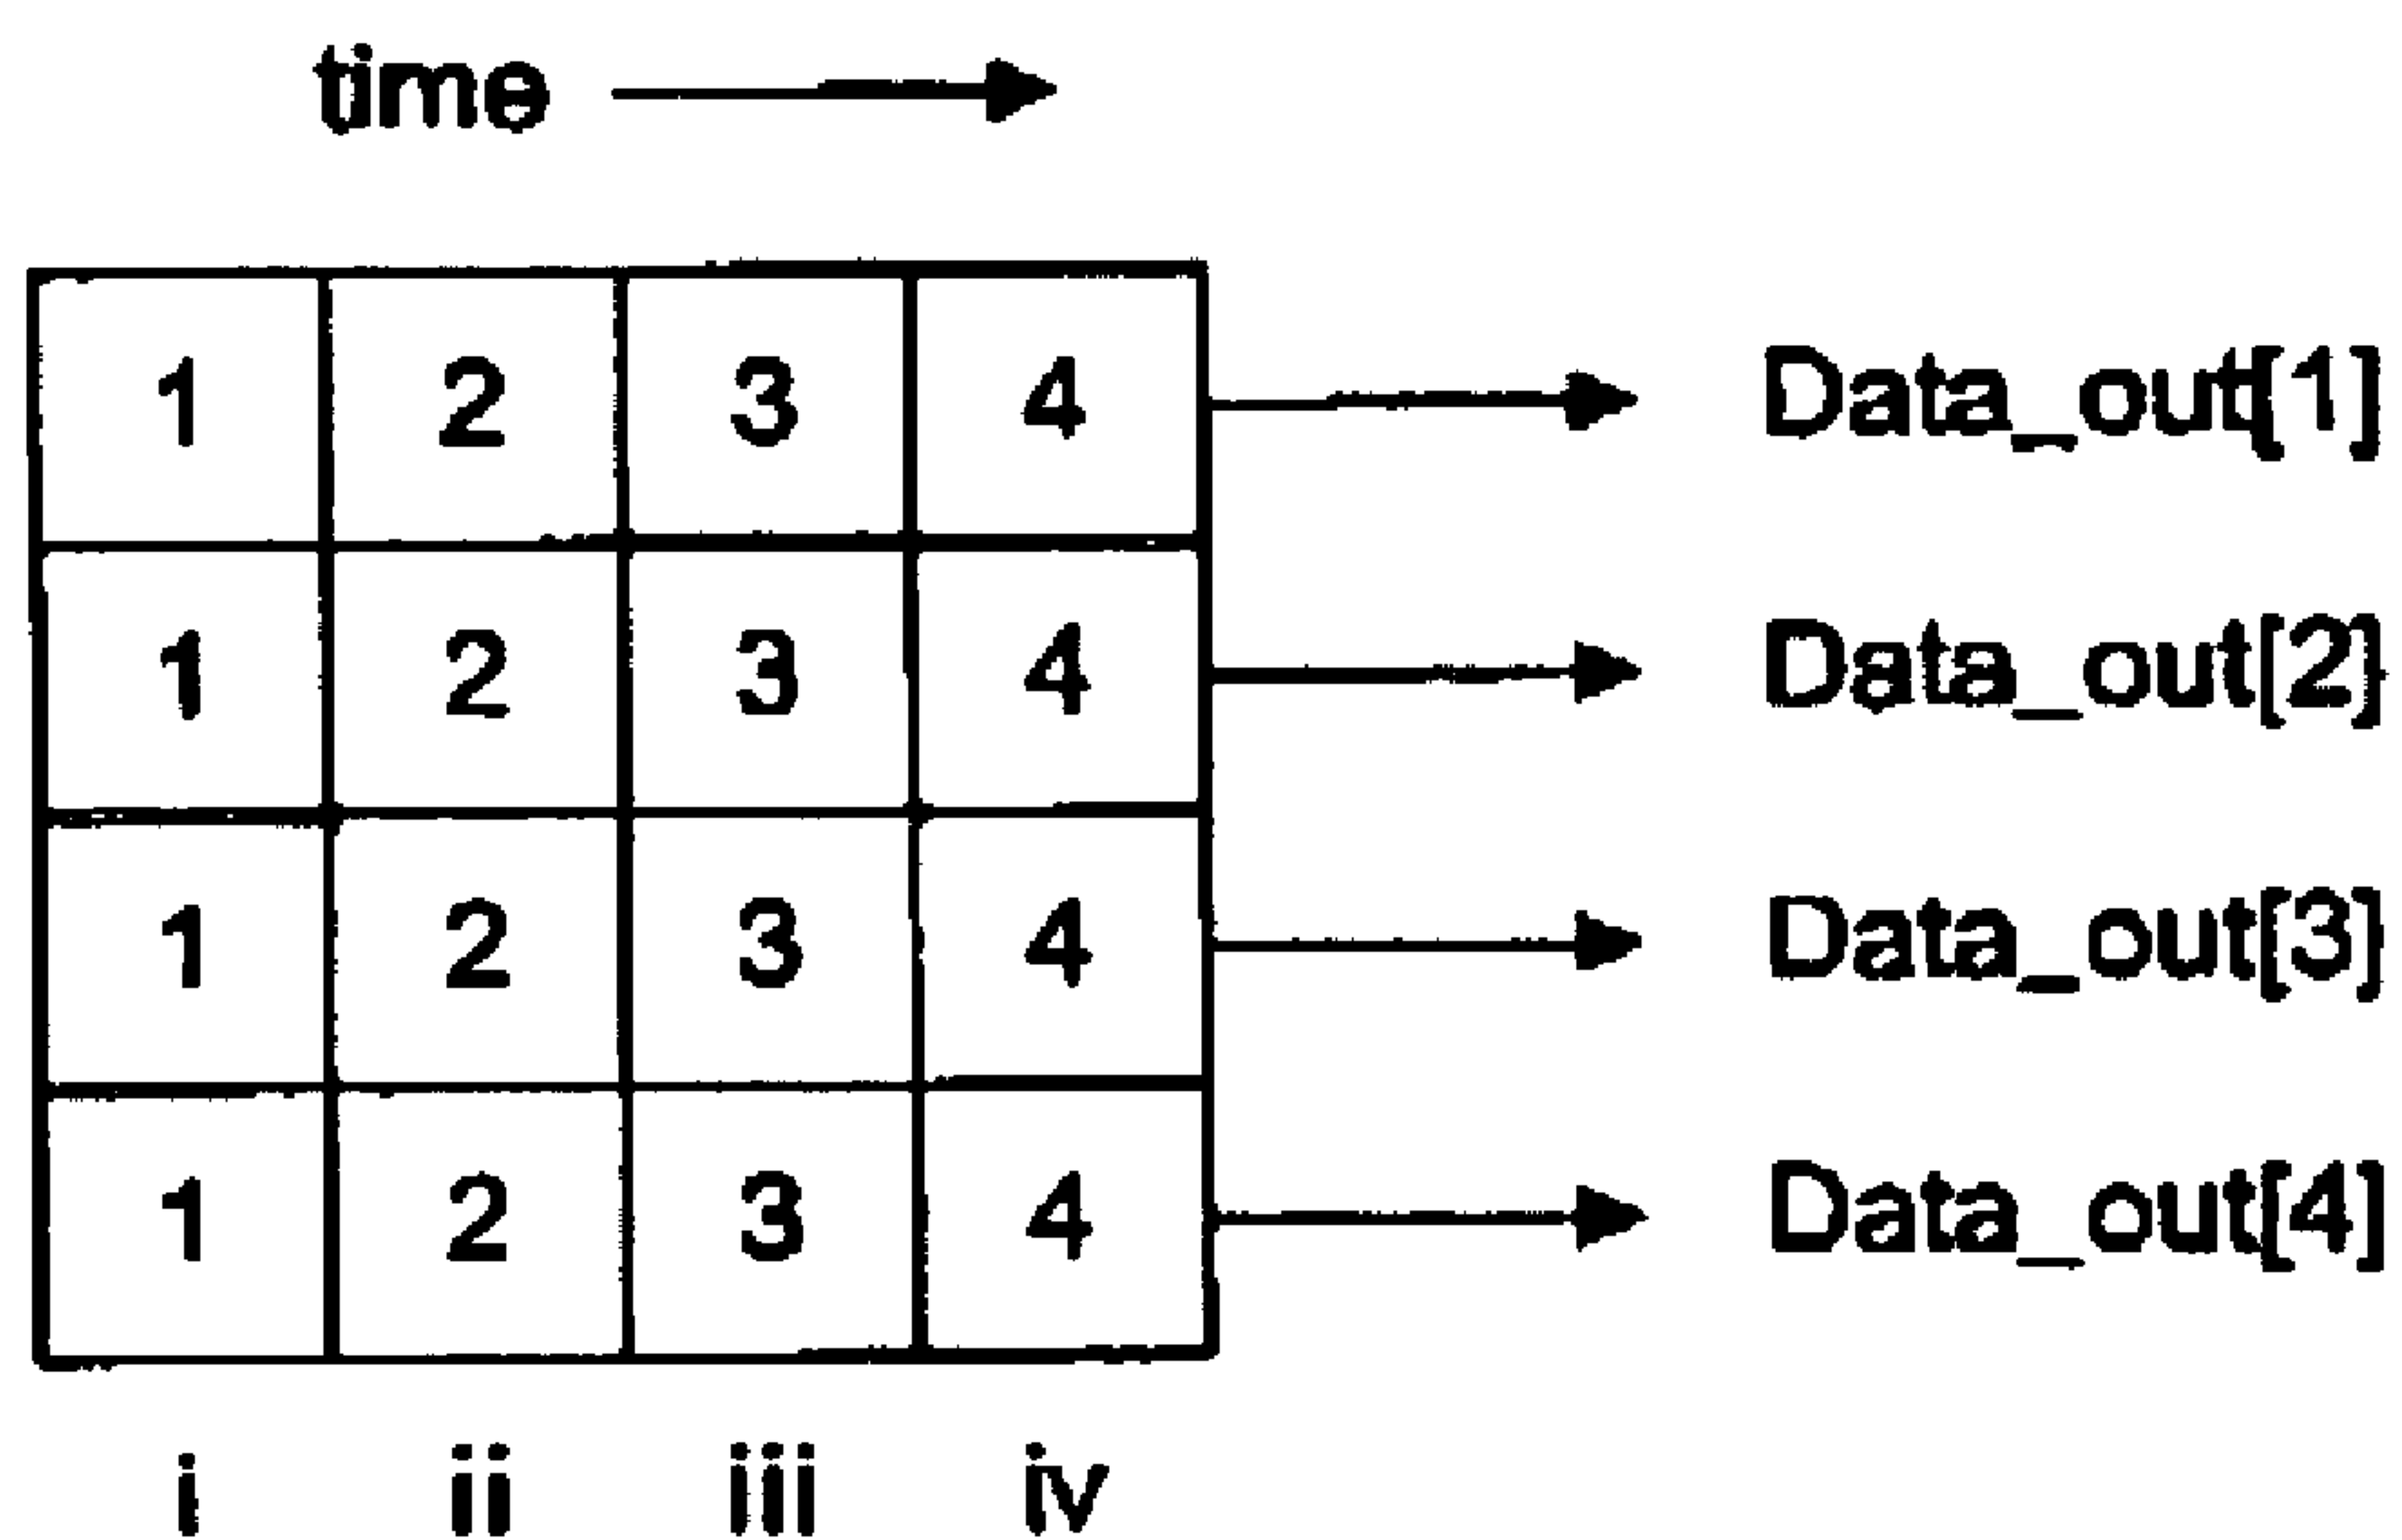 time
1 2 3 4 Data_out[1]
1 2 3 4 Data_out[2]
1 2 3 4 Data_out[3]
1 2 3 4 Data_out[4]
i ii iii iv